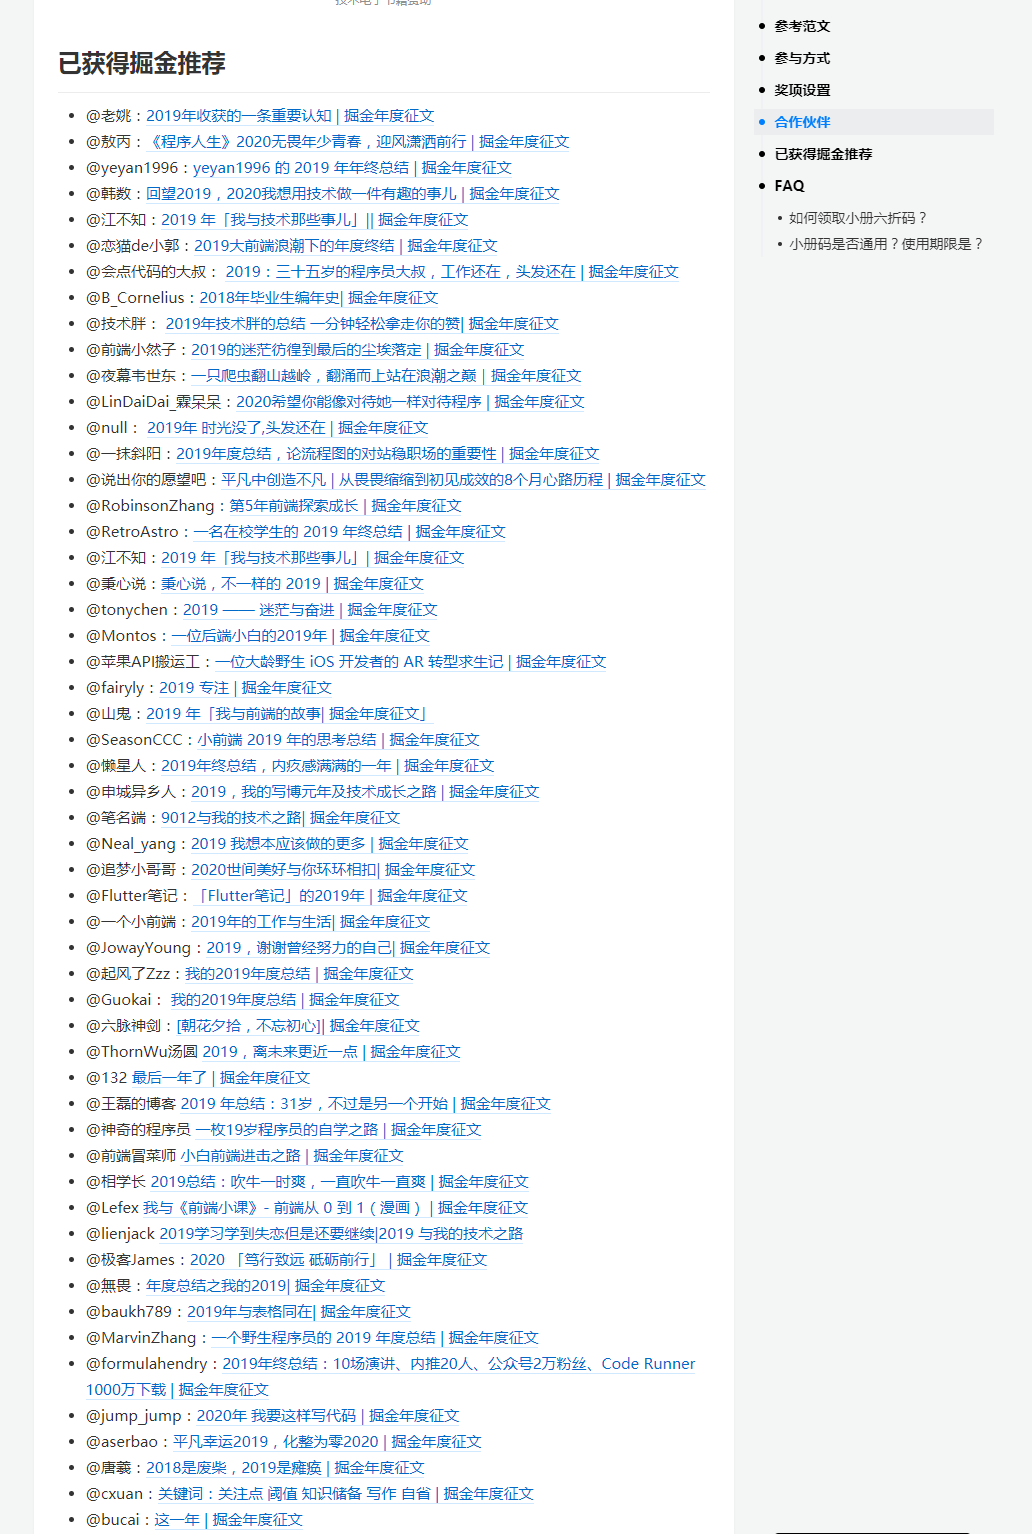 已获得掘金推荐
@老姚：2019年收获的一条重要认知 | 掘金年度征文
@敖丙：《程序人生》2020无畏年少青春，迎风潇洒前行 | 掘金年度征文
@yeyan1996：yeyan1996 的 2019 年年终总结 | 掘金年度征文
@韩数：回望2019，2020我想用技术做一件有趣的事儿 | 掘金年度征文
@江不知：2019 年「我与技术那些事儿」|| 掘金年度征文
@恋猫de小郭：2019大前端浪潮下的年度终结 | 掘金年度征文
@会点代码的大叔： 2019：三十五岁的程序员大叔，工作还在，头发还在 | 掘金年度征文
@B_Cornelius：2018年毕业生编年史| 掘金年度征文
@技术胖： 2019年技术胖的总结 一分钟轻松拿走你的赞| 掘金年度征文
@前端小然子：2019的迷茫彷徨到最后的尘埃落定 | 掘金年度征文
@夜幕韦世东：一只爬虫翻山越岭，翻涌而上站在浪潮之巅 | 掘金年度征文
@LinDaiDai_霖呆呆：2020希望你能像对待她一样对待程序 | 掘金年度征文
@null： 2019年 时光没了,头发还在 | 掘金年度征文
@一抹斜阳：2019年度总结，论流程图的对站稳职场的重要性 | 掘金年度征文
@说出你的愿望吧：平凡中创造不凡 | 从畏畏缩缩到初见成效的8个月心路历程 | 掘金年度征文
@RobinsonZhang：第5年前端探索成长 | 掘金年度征文
@RetroAstro：一名在校学生的 2019 年终总结 | 掘金年度征文
@江不知：2019 年「我与技术那些事儿」| 掘金年度征文
@秉心说：秉心说，不一样的 2019 | 掘金年度征文
@tonychen：2019 —— 迷茫与奋进 | 掘金年度征文
@Montos：一位后端小白的2019年 | 掘金年度征文
@苹果API搬运工：一位大龄野生 iOS 开发者的 AR 转型求生记 | 掘金年度征文
@fairyly：2019 专注 | 掘金年度征文
@山鬼：2019 年「我与前端的故事| 掘金年度征文」
@SeasonCCC：小前端 2019 年的思考总结 | 掘金年度征文
@懒星人：2019年终总结，内疚感满满的一年 | 掘金年度征文
@申城异乡人：2019，我的写博元年及技术成长之路 | 掘金年度征文
@笔名端：9012与我的技术之路| 掘金年度征文
@Neal_yang：2019 我想本应该做的更多 | 掘金年度征文
@追梦小哥哥：2020世间美好与你环环相扣| 掘金年度征文
@Flutter笔记：「Flutter笔记」的2019年 | 掘金年度征文
@一个小前端：2019年的工作与生活| 掘金年度征文
@JowayYoung：2019，谢谢曾经努力的自己| 掘金年度征文
@起风了Zzz：我的2019年度总结 | 掘金年度征文
@Guokai： 我的2019年度总结 | 掘金年度征文
@六脉神剑：[朝花夕拾，不忘初心]| 掘金年度征文
@ThornWu汤圆 2019，离未来更近一点 | 掘金年度征文
@132 最后一年了 | 掘金年度征文
@王磊的博客 2019 年总结：31岁，不过是另一个开始 | 掘金年度征文
@神奇的程序员 一枚19岁程序员的自学之路 | 掘金年度征文
@前端冒菜师 小白前端进击之路 | 掘金年度征文
@相学长 2019总结：吹牛一时爽，一直吹牛一直爽 | 掘金年度征文
@Lefex 我与《前端小课》- 前端从 0 到 1（漫画） | 掘金年度征文
@lienjack 2019学习学到失恋但是还要继续|2019 与我的技术之路
@极客James：2020 「笃行致远 砥砺前行」 | 掘金年度征文
@無畏：年度总结之我的2019| 掘金年度征文
@baukh789：2019年与表格同在| 掘金年度征文
@MarvinZhang：一个野生程序员的 2019 年度总结 | 掘金年度征文
@formulahendry：2019年终总结：10场演讲、内推20人、公众号2万粉丝、Code Runner
1000万下载 | 掘金年度征文
@jump_jump：2020年 我要这样写代码 | 掘金年度征文
@aserbao：平凡幸运2019，化整为零2020 | 掘金年度征文
@唐羲：2018是废柴，2019是瘫痪 | 掘金年度征文
@cxuan：关键词：关注点 阈值 知识储备 写作 自省 | 掘金年度征文
@bucai：这一年 | 掘金年度征文
参考范文
参与方式
奖项设置
合作伙伴
已获得掘金推荐
FAQ
如何领取小册六折码？
小册码是否通用？使用期限是？